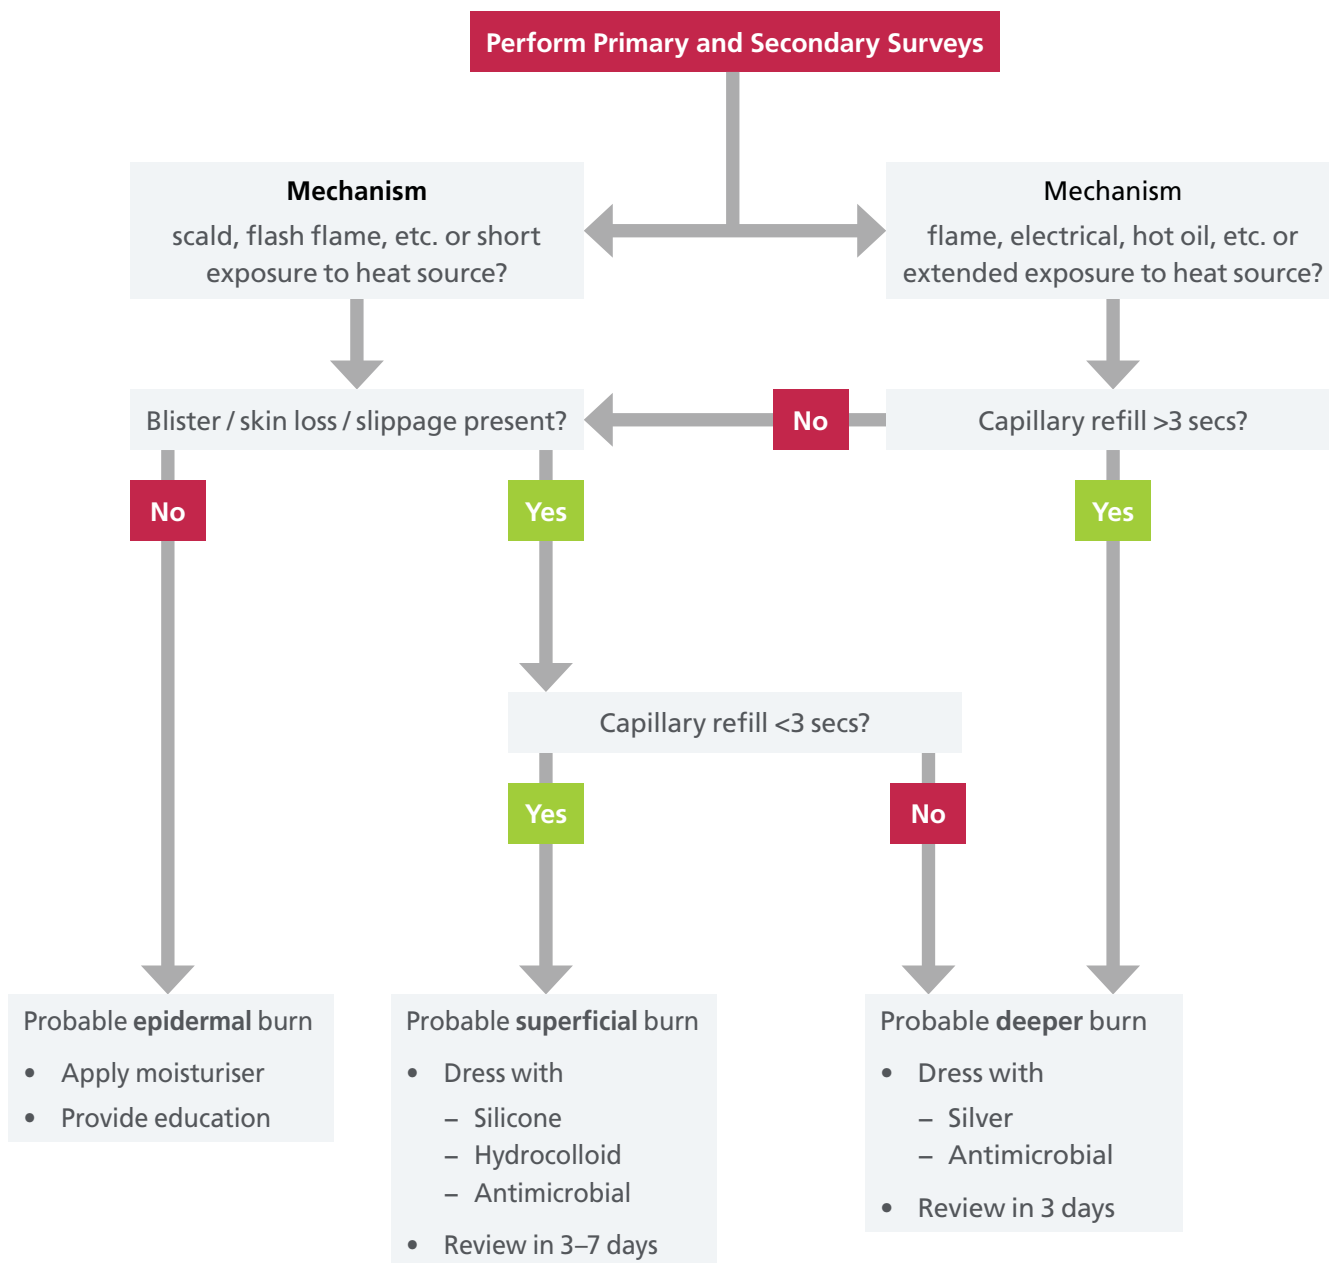 Perform Primary and Secondary Surveys
Mechanism
scald, flash flame, etc. or short
exposure to heat source?
Mechanism
flame, electrical, hot oil, etc. or
extended exposure to heat source?
Blister / skin loss / slippage present?
No
Capillary refill >3 secs?
No
Yes
Yes
Capillary refill <3 secs?
Yes
No
Probable epidermal burn
• Apply moisturiser
• Provide education
Probable superficial burn
• Dress with
– Silicone
– Hydrocolloid
– Antimicrobial
• Review in 3–7 days
Probable deeper burn
• Dress with
– Silver
– Antimicrobial
• Review in 3 days